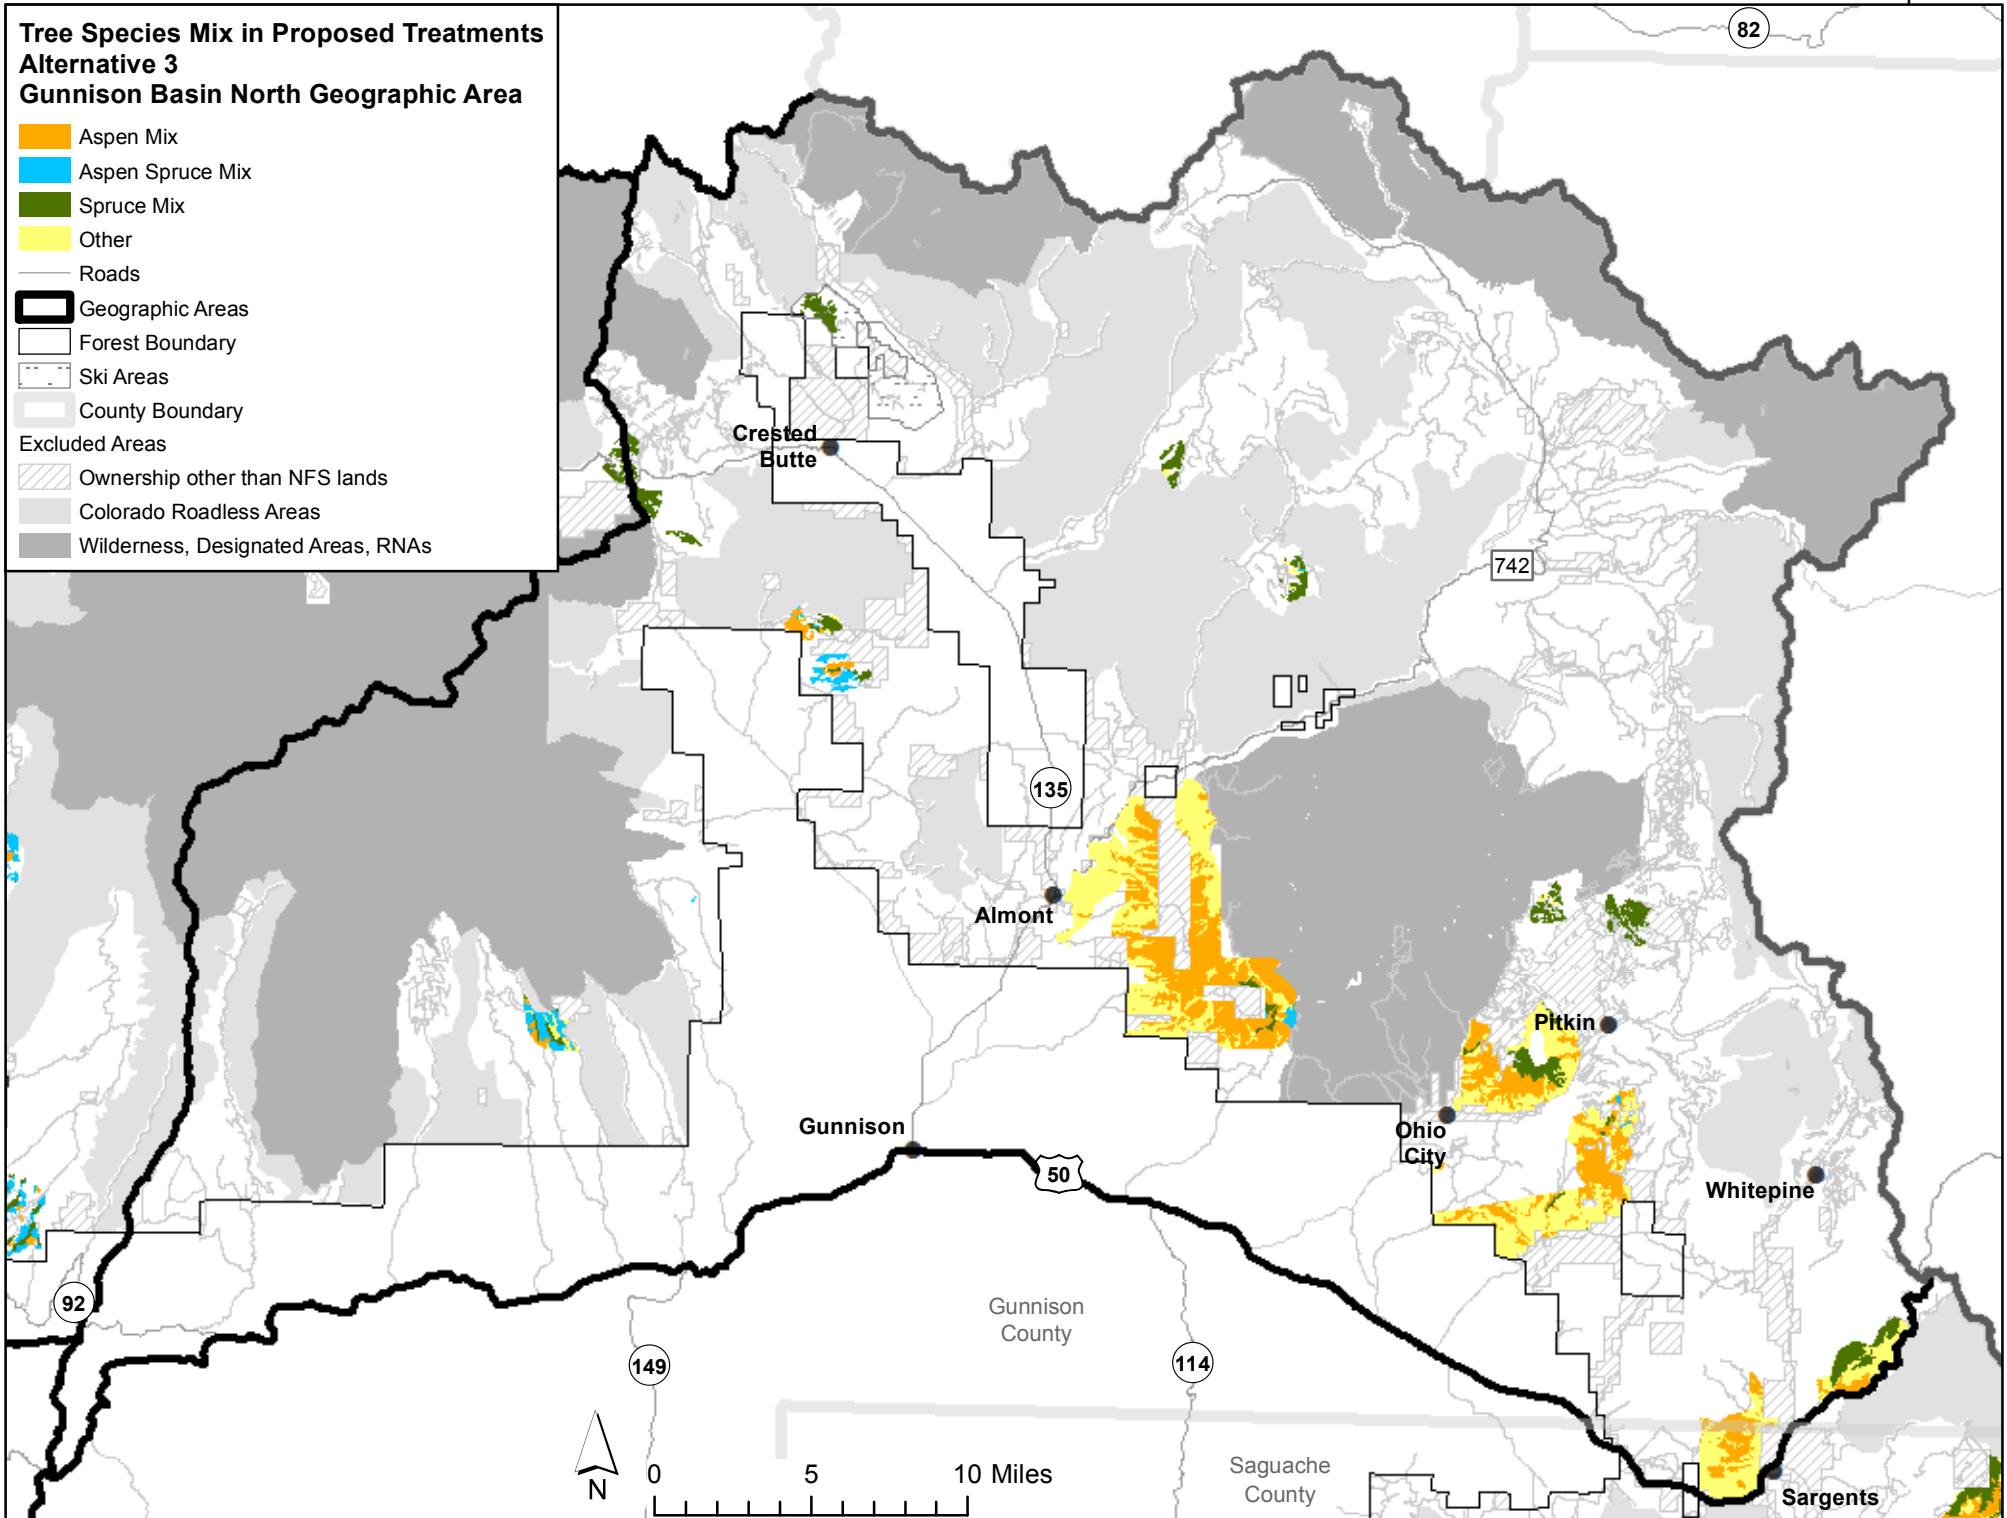 Tree Species Mix in Proposed Treatments
Alternative 3
Gunnison Basin North Geographic Area
Aspen Mix
Aspen Spruce Mix
Spruce Mix
Other
Roads
Geographic Areas
Forest Boundary
Ski Areas
County Boundary
Excluded Areas
Ownership other than NFS lands
Colorado Roadless Areas
Wilderness, Designated Areas, RNAs
82
Crested
Butte
742
135
Almont
Pitkin
Gunnison
Ohio
City
50
Whitepine
92
Gunnison
County
149
114
N
0 5 10 Miles
Saguache
County
Sargents